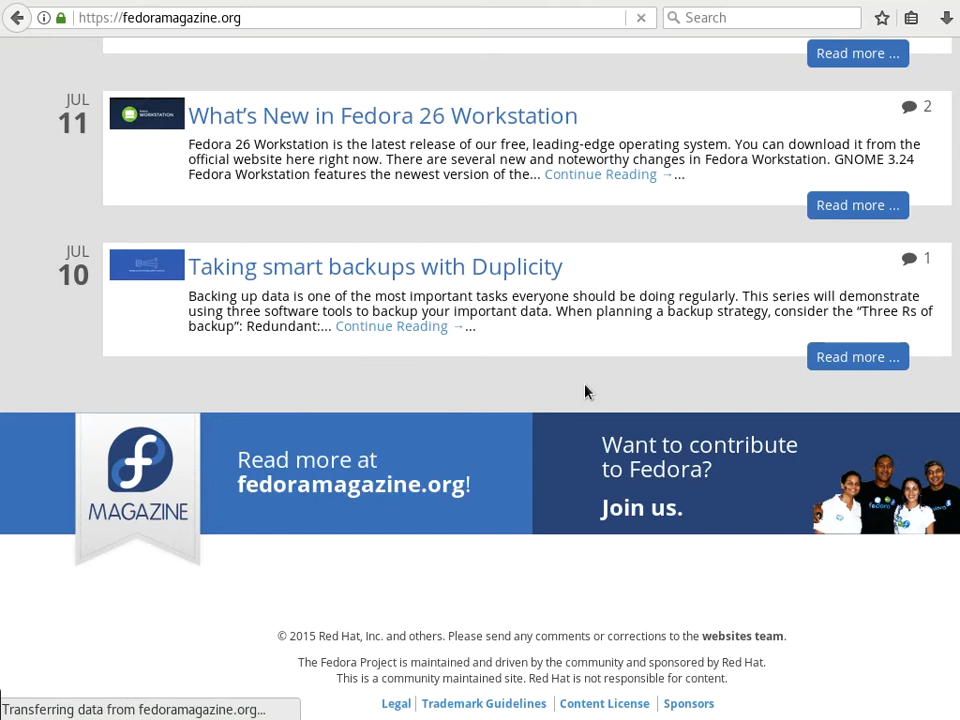 https://fedoramagazine.org
Search
Read more ...
JUL
11
What's New in Fedora 26 Workstation
2
Fedora 26 Workstation is the latest release of our free, leading-edge operating system. You can download it from the
official website here right now. There are several new and noteworthy changes in Fedora Workstation. GNOME 3.24
Fedora Workstation features the newest version of the... Continue Reading →...
Read more ...
JUL
10
Taking smart backups with Duplicity
1
Backing up data is one of the most important tasks everyone should be doing regularly. This series will demonstrate
using three software tools to backup your important data. When planning a backup strategy, consider the “Three Rs of
backup”: Redundant:... Continue Reading →...
Read more ...
MAGAZINE
Read more at
fedoramagazine.org!
Want to contribute
to Fedora?
Join us.
© 2015 Red Hat, Inc. and others. Please send any comments or corrections to the websites team.
The Fedora Project is maintained and driven by the community and sponsored by Red Hat.
This is a community maintained site. Red Hat is not responsible for content.
Legal Trademark Guidelines Content License Sponsors
Transferring data from fedoramagazine.org...